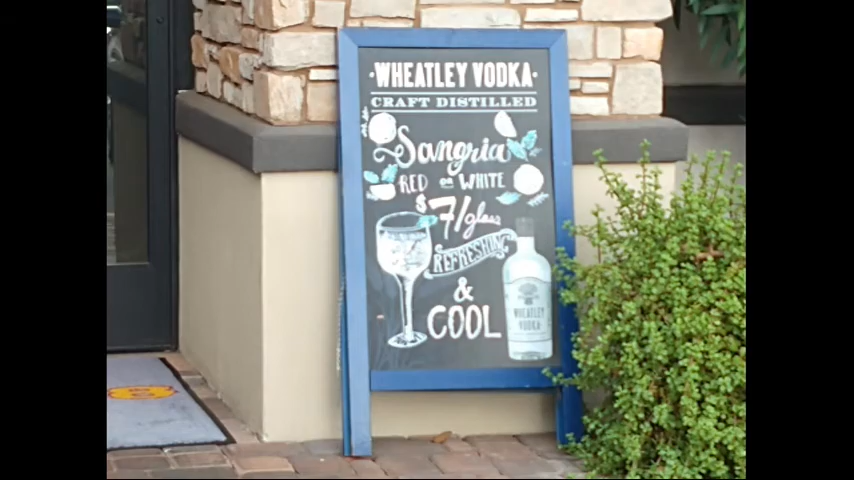 ·WHEATLEY VODKA·
CRAFT DISTILLED
Sangria
RED or WHITE
$7/glass
REFRESHING
&
COOL
WHEATLEY
VODKA